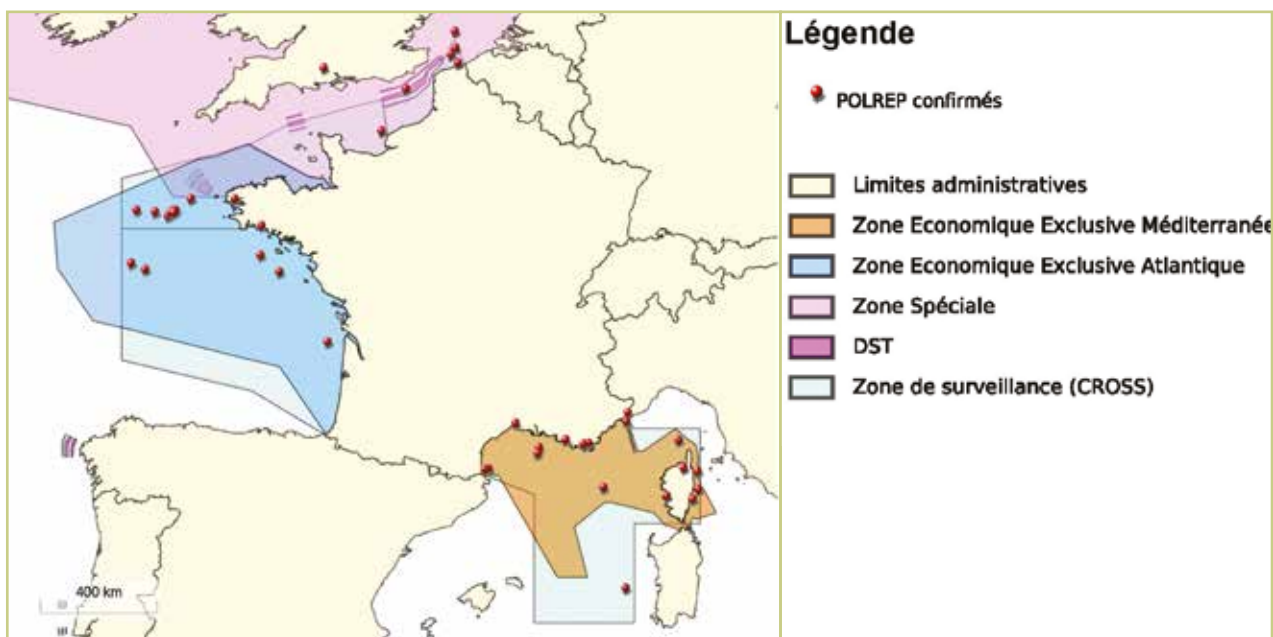 Légende
POLREP confirmés
Limites administratives
Zone Economique Exclusive Méditerranée
Zone Economique Exclusive Atlantique
Zone Spéciale
DST
Zone de surveillance (CROSS)
400 km